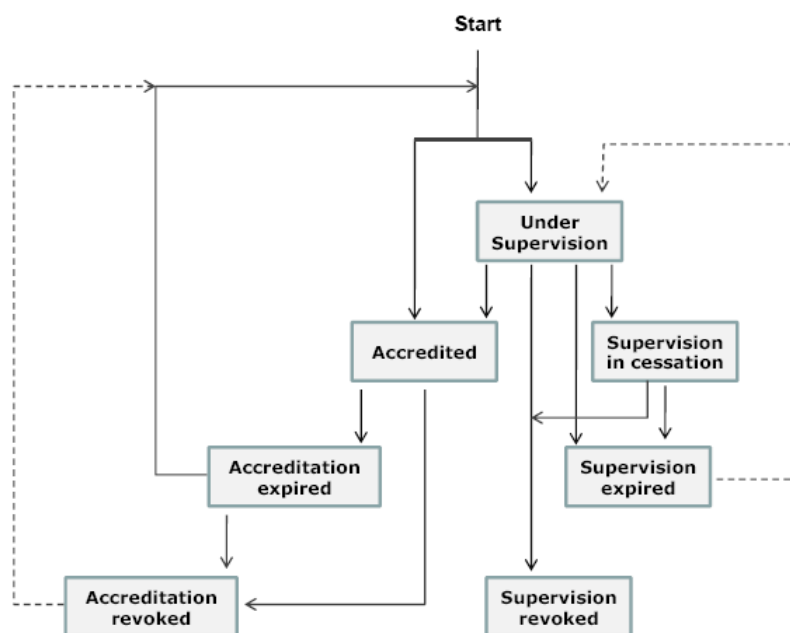 Start
Under
Supervision
Accredited
Supervision
in cessation
Accreditation
expired
Supervision
expired
Accreditation
revoked
Supervision
revoked